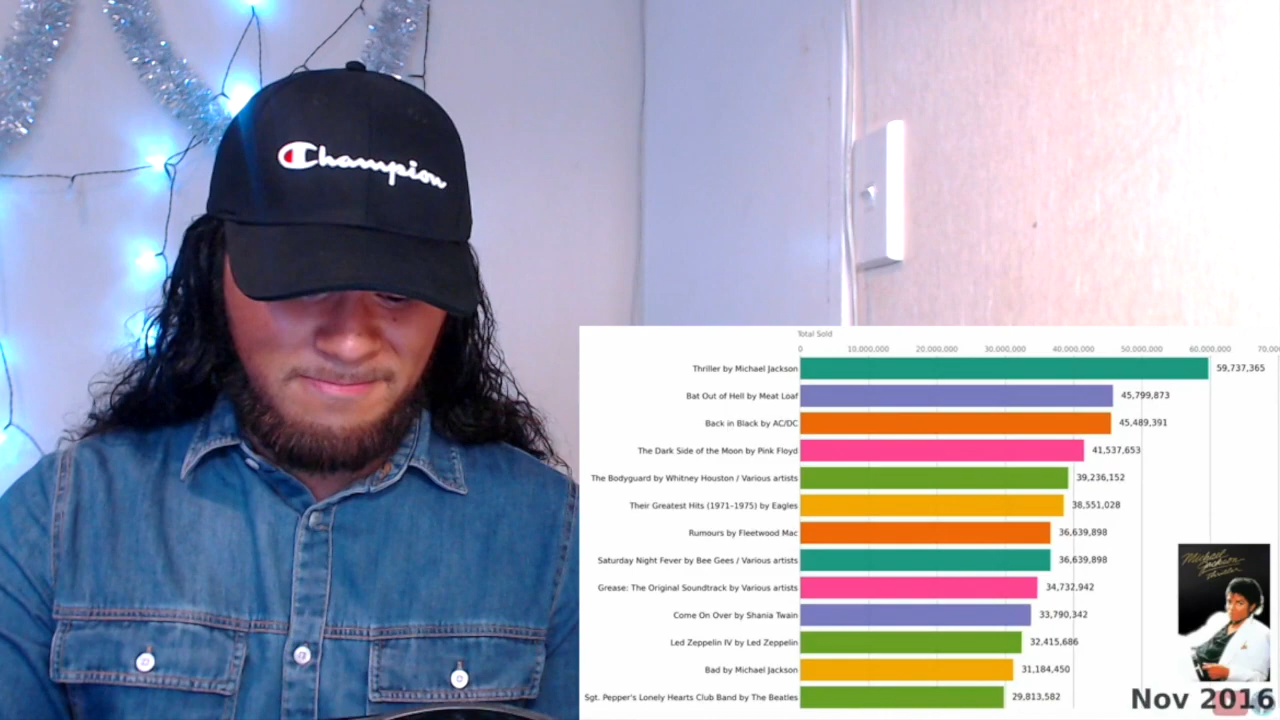 Champion
Total Sold
0 10,000,000 20,000,000 30,000,000 40,000,000 50,000,000 60,000,000 70,00
Thriller by Michael Jackson 59,737,365
Bat Out of Hell by Meat Loaf 45,799,873
Back in Black by AC/DC 45,489,391
The Dark Side of the Moon by Pink Floyd 41,537,653
The Bodyguard by Whitney Houston / Various artists 39,236,152
Their Greatest Hits (1971–1975) by Eagles 38,551,028
Rumours by Fleetwood Mac 36,639,898
Saturday Night Fever by Bee Gees / Various artists 36,639,898
Grease: The Original Soundtrack by Various artists 34,732,942
Come On Over by Shania Twain 33,790,342
Led Zeppelin IV by Led Zeppelin 32,415,686
Bad by Michael Jackson 31,184,450
Sgt. Pepper's Lonely Hearts Club Band by The Beatles 29,813,582
Michael
Jackson
Thriller
Nov 2016